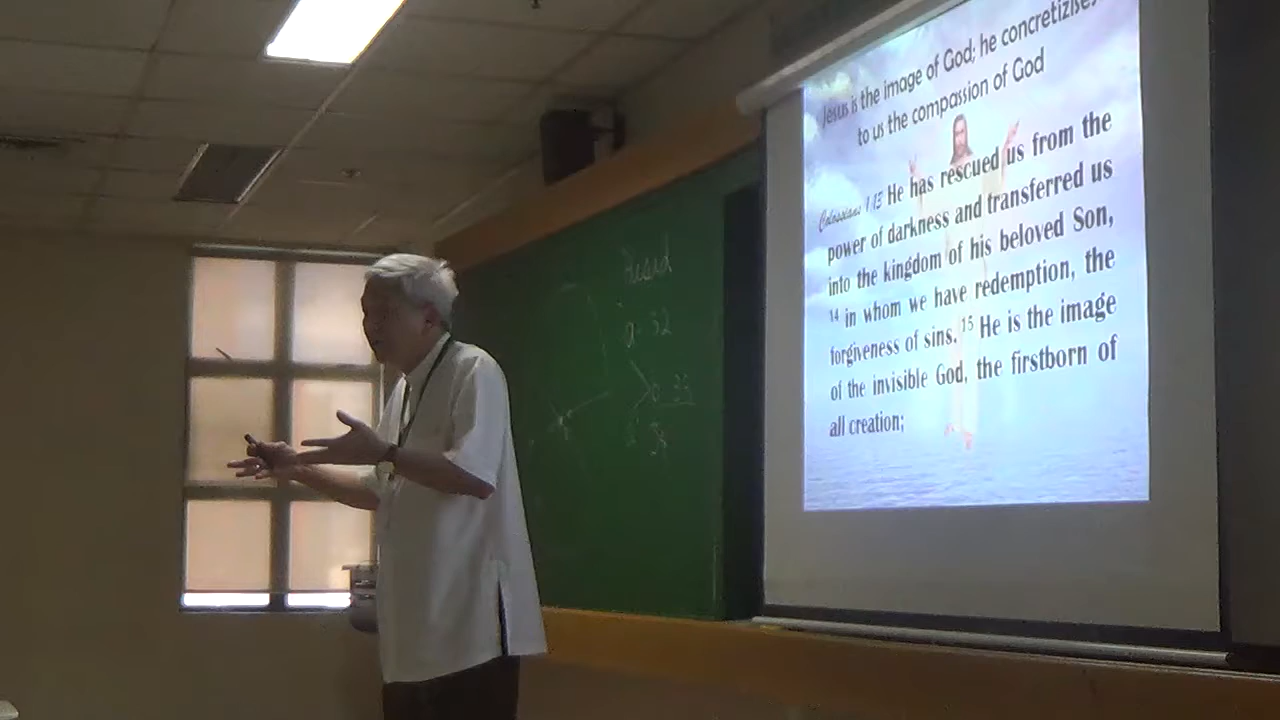 Jesus is the image of God; he concretizises
to us the compassion of God
Colossians 1:13 He has rescued us from the
power of darkness and transferred us
into the kingdom of his beloved Son,
14 in whom we have redemption, the
forgiveness of sins. 15 He is the image
of the invisible God, the firstborn of
all creation;
a. 32